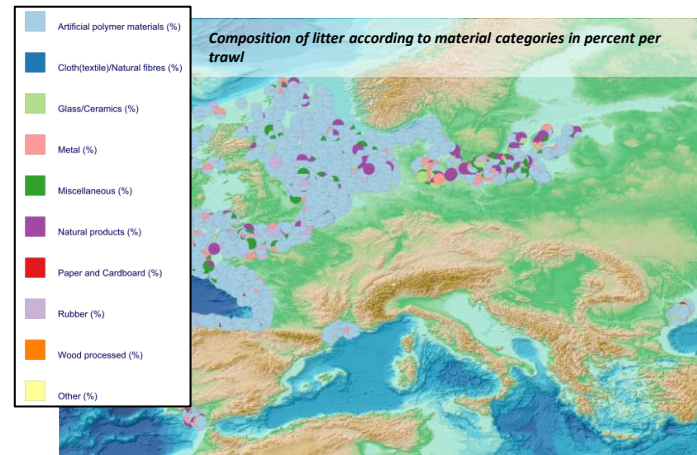 Artificial polymer materials (%)
Cloth(textile)/Natural fibres (%)
Glass/Ceramics (%)
Metal (%)
Miscellaneous (%)
Natural products (%)
Paper and Cardboard (%)
Rubber (%)
Wood processed (%)
Other (%)
Composition of litter according to material categories in percent per
trawl